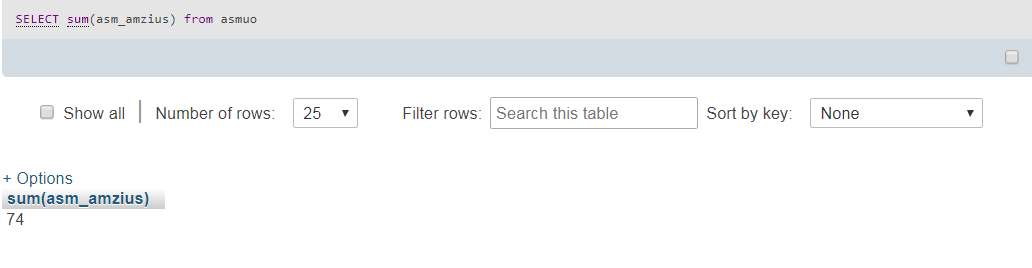 SELECT sum(asm_amzius) from asmuo
Show all Number of rows: 25 Filter rows: Search this table Sort by key: None
+ Options
sum(asm_amzius)
74